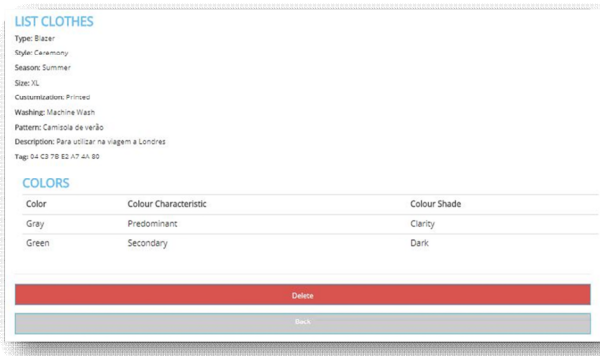 LIST CLOTHES
Type: Blazer
Style: Ceremony
Season: Summer
Size: XL
Custumization: Printed
Washing: Machine Wash
Pattern: Camisola de verão
Description: Para utilizar na viagem a Londres
Tag: 04 C3 7B E2 A7 4A 80
COLORS
Color Colour Characteristic Colour Shade
Gray Predominant Clarity
Green Secondary Dark
Delete
Back